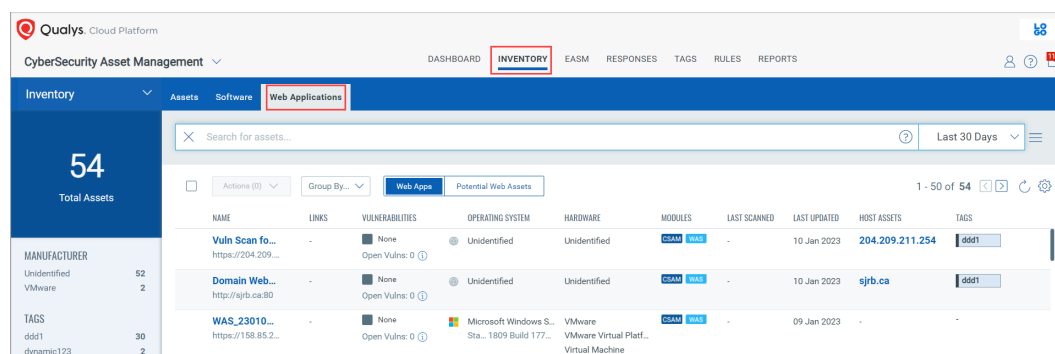 Qualys. Cloud Platform
CyberSecurity Asset Management
DASHBOARD INVENTORY EASM RESPONSES TAGS RULES REPORTS
11
Inventory
Assets Software Web Applications
Search for assets...
Last 30 Days
54
Total Assets
Actions (0) Group By... Web Apps Potential Web Assets 1 - 50 of 54
NAME LINKS VULNERABILITIES OPERATING SYSTEM HARDWARE MODULES LAST SCANNED LAST UPDATED HOST ASSETS TAGS
Vuln Scan fo... - None Unidentified Unidentified CSAM WAS - 10 Jan 2023 204.209.211.254 ddd1
https://204.209.... Open Vulns: 0
Domain Web... - None Unidentified Unidentified CSAM WAS - 10 Jan 2023 sjrb.ca ddd1
http://sjrb.ca:80 Open Vulns: 0
WAS_23010... - None Microsoft Windows S... VMware CSAM WAS - 09 Jan 2023 - -
https://158.85.2... Open Vulns: 0 Sta... 1809 Build 177... VMware Virtual Platf...
Virtual Machine
MANUFACTURER
Unidentified 52
VMware 2
TAGS
ddd1 30
dynamic123 2